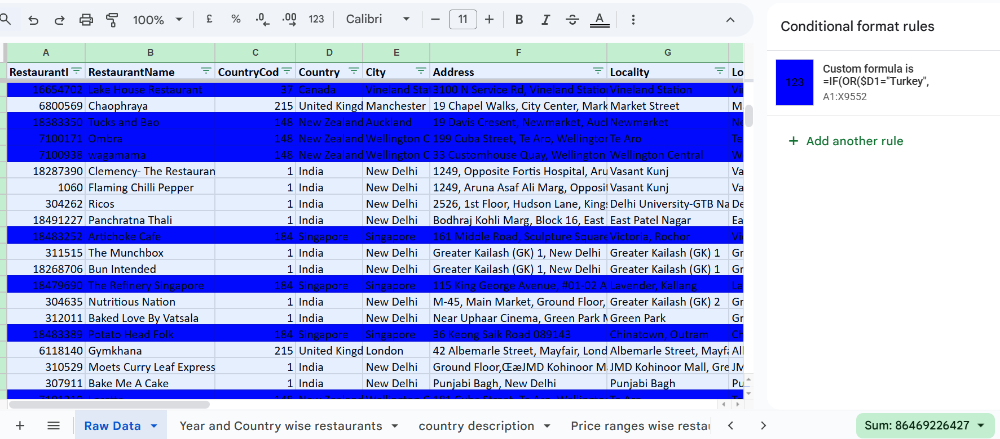 100% £ % .0 .00 123 Calibri 11 B I S A
Conditional format rules
A B C D E F G
RestaurantI RestaurantName CountryCod Country City Address Locality Lo
123 Custom formula is
=IF(OR($D1="Turkey",
A1:X9552
+ Add another rule
16654702 Lake House Restaurant 37 Canada Vineland Stat 3100 N Service Rd, Vineland Station Vineland Station Vi
6800569 Chaophraya 215 United Kingd Manchester 19 Chapel Walks, City Center, Mark Market Street Ma
18383350 Tucks and Bao 148 New Zealand Auckland 19 Davis Cresent, Newmarket, Aucl Newmarket Ne
7100171 Ombra 148 New Zealand Wellington C 199 Cuba Street, Te Aro, Wellington Te Aro Te
7100938 wagamama 148 New Zealand Wellington C 33 Customhouse Quay, Wellington Wellington Central W
18287390 Clemency- The Restauran 1 India New Delhi 1249, Opposite Fortis Hospital, Aru Vasant Kunj Va
1060 Flaming Chilli Pepper 1 India New Delhi 1249, Aruna Asaf Ali Marg, Opposit Vasant Kunj Va
304262 Ricos 1 India New Delhi 2526, 1st Floor, Hudson Lane, Kings Delhi University-GTB Na De
18491227 Panchratna Thali 1 India New Delhi Bodhraj Kohli Marg, Block 16, East East Patel Nagar Ea
18483252 Artichoke Cafe 184 Singapore Singapore 161 Middle Road, Sculpture Square Victoria, Rochor Vi
311515 The Munchbox 1 India New Delhi Greater Kailash (GK) 1, New Delhi Greater Kailash (GK) 1 Gr
18268706 Bun Intended 1 India New Delhi Greater Kailash (GK) 1, New Delhi Greater Kailash (GK) 1 Gr
18479690 The Refinery Singapore 184 Singapore Singapore 115 King George Avenue, #01-02 A Lavender, Kallang La
304635 Nutritious Nation 1 India New Delhi M-45, Main Market, Ground Floor, Greater Kailash (GK) 2 Gr
312011 Baked Love By Vatsala 1 India New Delhi Near Uphaar Cinema, Green Park M Green Park Gr
18483389 Potato Head Folk 184 Singapore Singapore 36 Keong Saik Road 089143 Chinatown, Outram Ch
6118140 Gymkhana 215 United Kingd London 42 Albemarle Street, Mayfair, Lond Albemarle Street, Mayfa Al
310529 Moets Curry Leaf Express 1 India New Delhi Ground Floor,ŒæJMD Kohinoor Ma JMD Kohinoor Mall, Gre JM
307911 Bake Me A Cake 1 India New Delhi Punjabi Bagh, New Delhi Punjabi Bagh Pu
148 New Zealand Wellington C 181 Cuba Street, Te Aro, Wellington Te Aro
+ Raw Data Year and Country wise restaurants country description Price ranges wise resta Sum: 86469226427